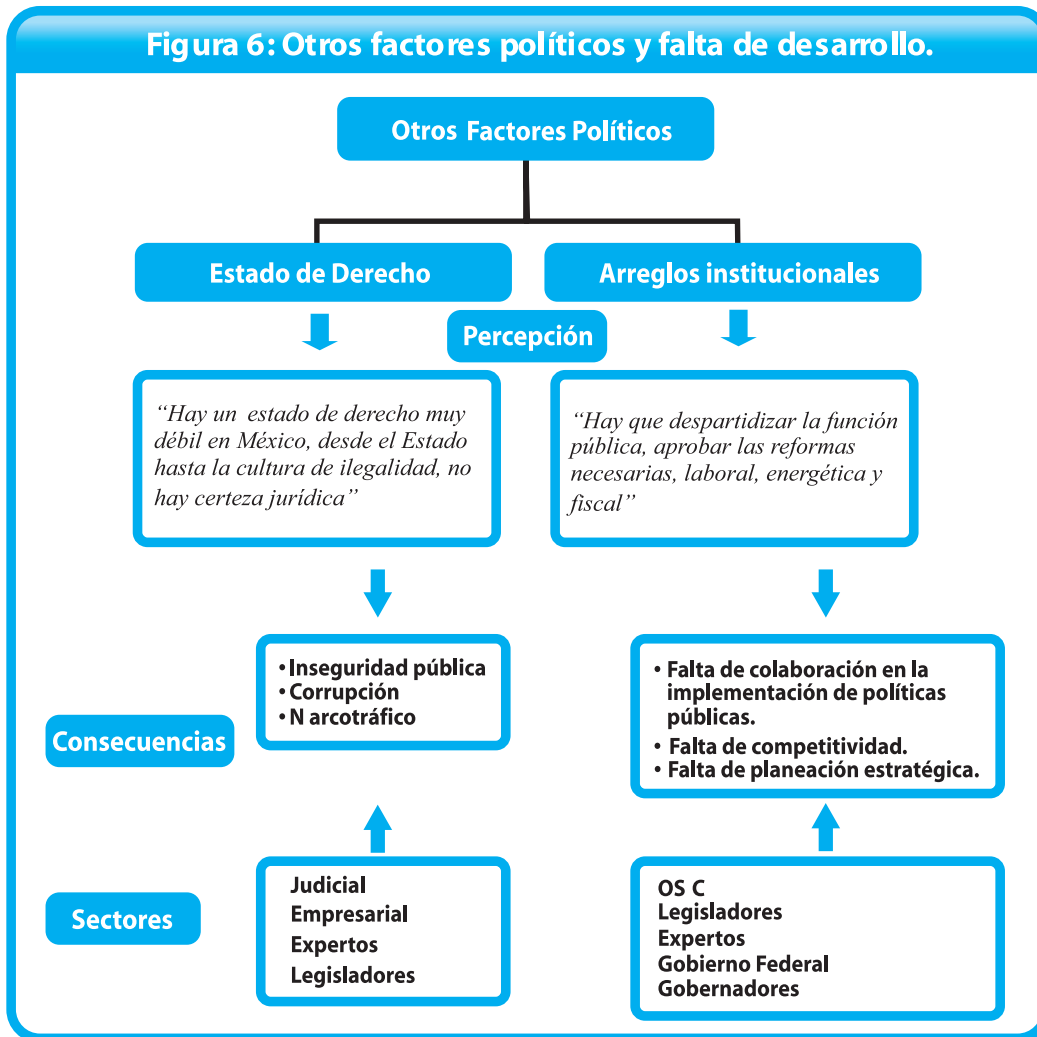 Figura 6: Otros factores políticos y falta de desarrollo.
Otros Factores Políticos
Estado de Derecho
Arreglos institucionales
Percepción
“Hay un estado de derecho muy
débil en México, desde el Estado
hasta la cultura de ilegalidad, no
hay certeza jurídica”
“Hay que despartidizar la función
pública, aprobar las reformas
necesarias, laboral, energética y
fiscal”
Consecuencias
• Inseguridad pública
• Corrupción
• N arcotráfico
• Falta de colaboración en la
implementación de políticas
públicas.
• Falta de competitividad.
• Falta de planeación estratégica.
Sectores
Judicial
Empresarial
Expertos
Legisladores
OS C
Legisladores
Expertos
Gobierno Federal
Gobernadores